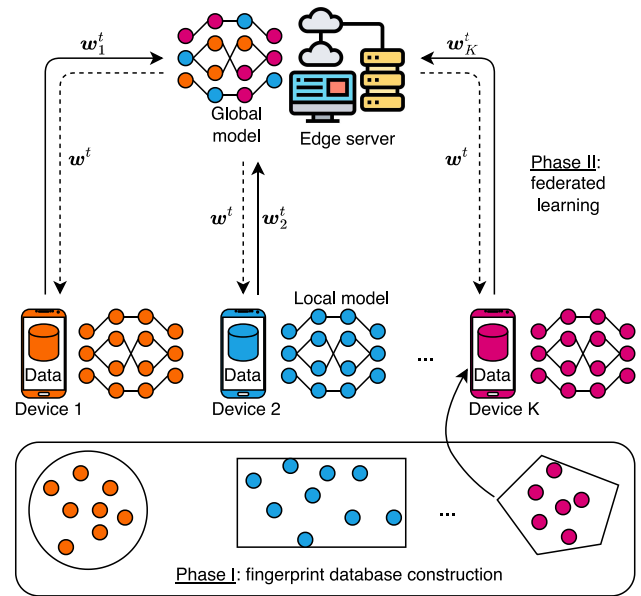 w_1^t
w_K^t
Global
model
Edge server
w^t
w^t
w_2^t
w^t
Phase II:
federated
learning
Local model
Data
Data
...
Data
Device 1
Device 2
Device K
...
Phase I: fingerprint database construction